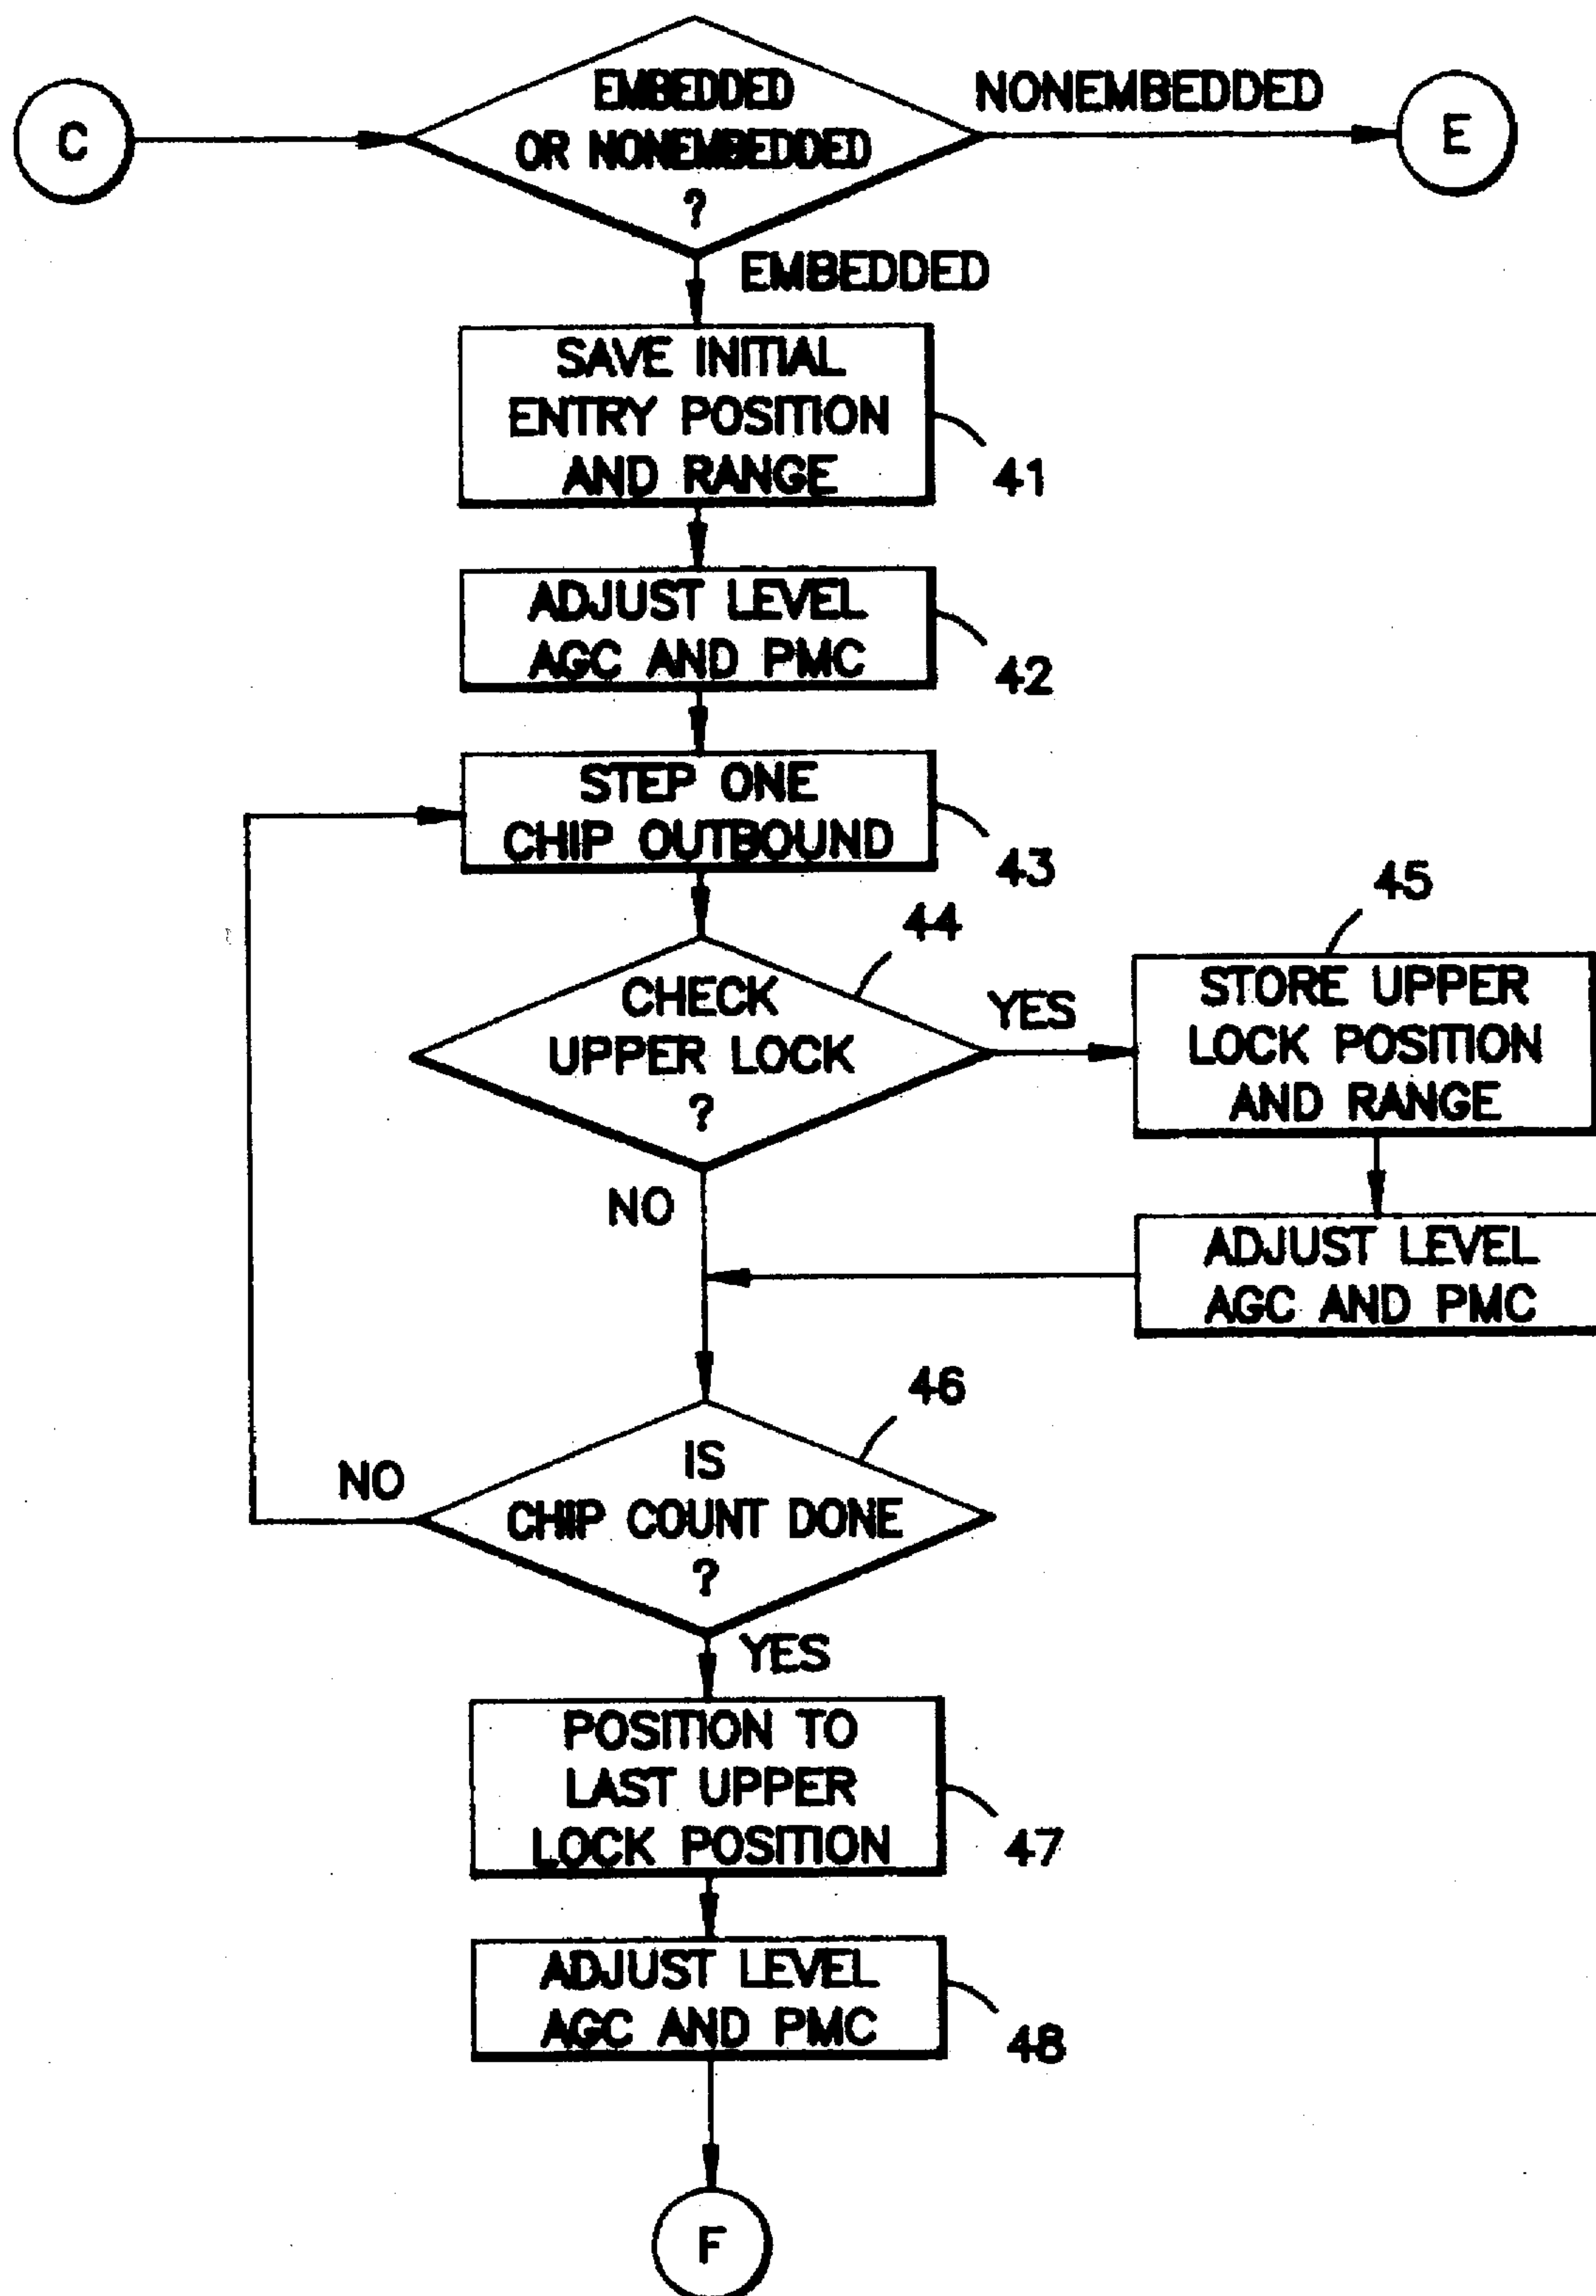 C
EMBEDDED
OR NONEMBEDDED
?
NONEMBEDDED
E
EMBEDDED
SAVE INITIAL
ENTRY POSITION
AND RANGE
41
ADJUST LEVEL
AGC AND PMC
42
STEP ONE
CHIP OUTBOUND
43
44
CHECK
UPPER LOCK
?
YES
45
STORE UPPER
LOCK POSITION
AND RANGE
NO
ADJUST LEVEL
AGC AND PMC
46
IS
CHIP COUNT DONE
?
NO
YES
POSITION TO
LAST UPPER
LOCK POSITION
47
ADJUST LEVEL
AGC AND PMC
48
F